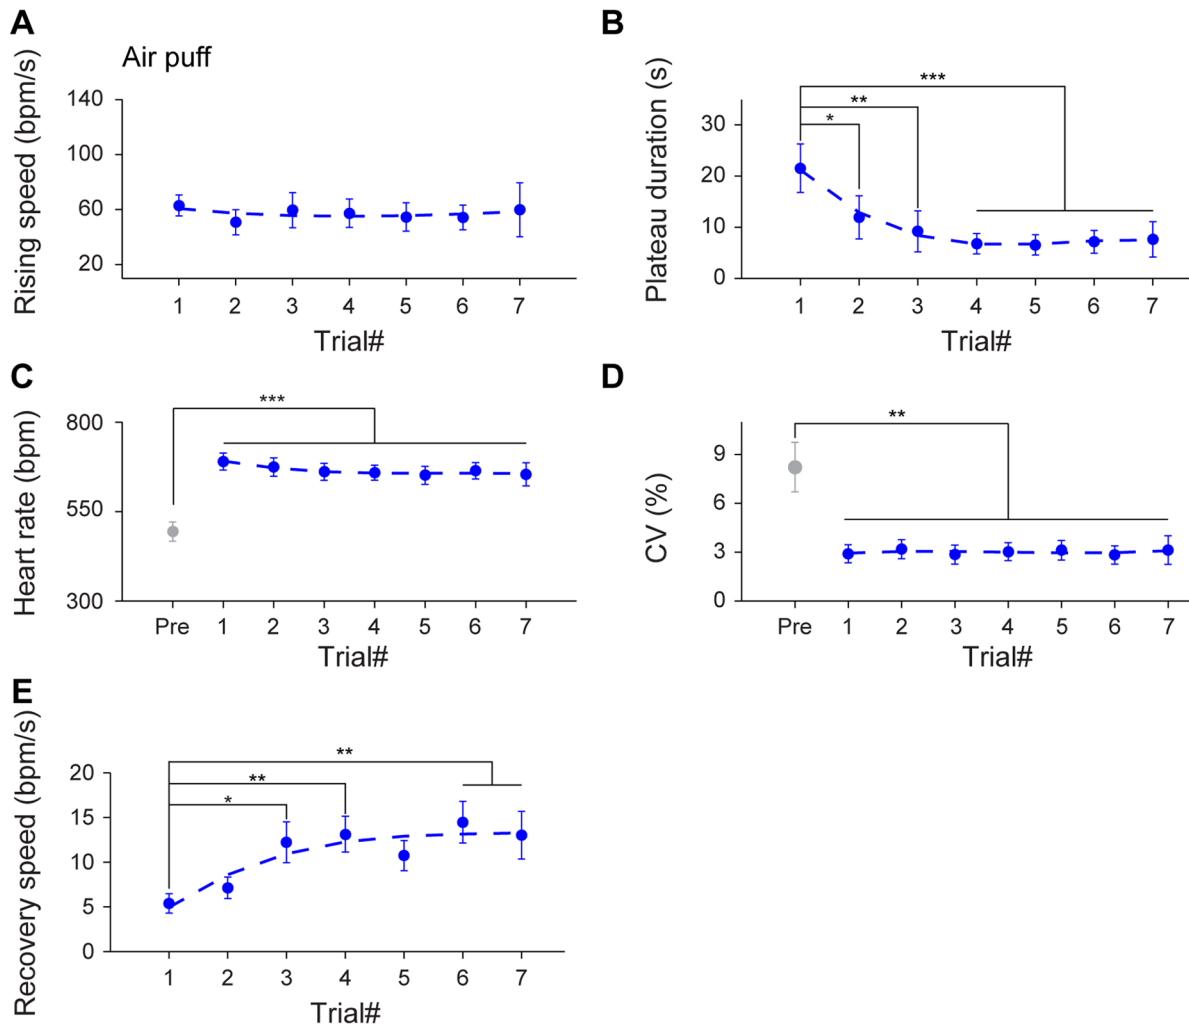 A
Air puff
Rising speed (bpm/s)
140
100
60
20
1 2 3 4 5 6 7
Trial#
B
Plateau duration (s)
30
20
10
0
***
**
*
1 2 3 4 5 6 7
Trial#
C
Heart rate (bpm)
800
550
300
***
Pre 1 2 3 4 5 6 7
Trial#
D
CV (%)
9
6
3
0
**
Pre 1 2 3 4 5 6 7
Trial#
E
Recovery speed (bpm/s)
20
15
10
5
0
**
**
*
1 2 3 4 5 6 7
Trial#